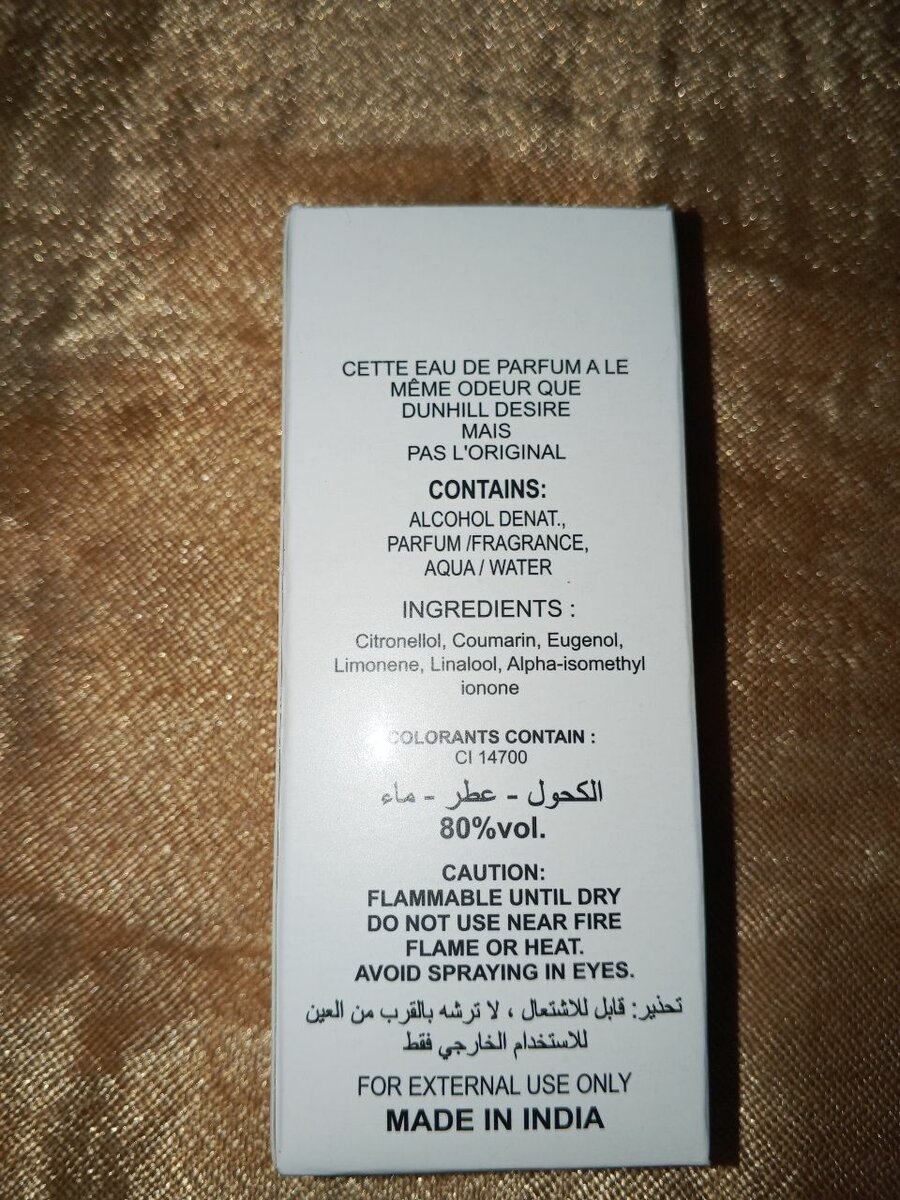 CETTE EAU DE PARFUM A LE
MÊME ODEUR QUE
DUNHILL DESIRE
MAIS
PAS L'ORIGINAL
CONTAINS:
ALCOHOL DENAT.,
PARFUM /FRAGRANCE,
AQUA / WATER
INGREDIENTS :
Citronellol, Coumarin, Eugenol,
Limonene, Linalool, Alpha-isomethyl
ionone
COLORANTS CONTAIN :
CI 14700
الكحول - عطر - ماء
80%vol.
CAUTION:
FLAMMABLE UNTIL DRY
DO NOT USE NEAR FIRE
FLAME OR HEAT.
AVOID SPRAYING IN EYES.
تحذير: قابل للاشتعال ، لا ترشه بالقرب من العين
للاستخدام الخارجي فقط
FOR EXTERNAL USE ONLY
MADE IN INDIA